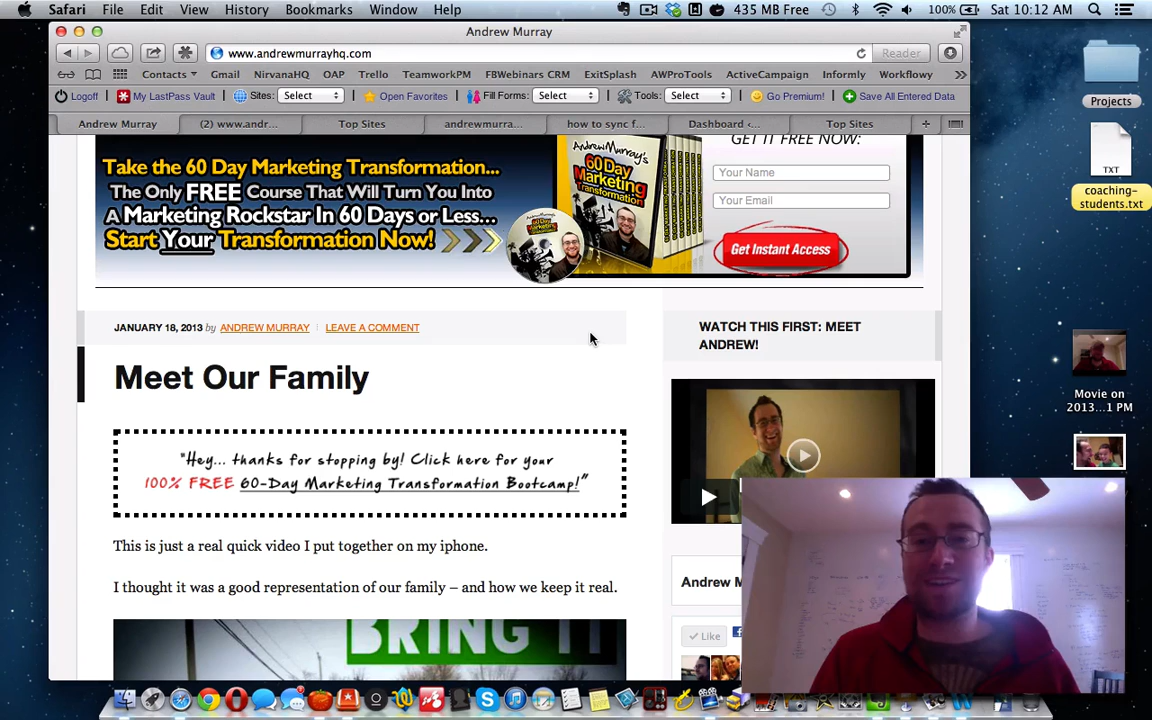 Safari File Edit View History Bookmarks Window Help 435 MB Free 100% Sat 10:12 AM
Andrew Murray
www.andrewmurrayhq.com Reader
Contacts Gmail NirvanaHQ OAP Trello TeamworkPM FBWebinars CRM ExitSplash AWProTools ActiveCampaign Informly Workflowy »
Logoff My LastPass Vault Sites: Select Open Favorites Fill Forms: Select Tools: Select Go Premium! Save All Entered Data
Andrew Murray (2) www.andr... Top Sites andrewmurra... how to sync f... Dashboard ‹... Top Sites +
Take the 60 Day Marketing Transformation...
The Only FREE Course That Will Turn You Into
A Marketing Rockstar In 60 Days or Less...
Start Your Transformation Now!
Andrew Murray's
60 Day
Marketing
Transformation
GET IT FREE NOW:
Your Name
Your Email
Get Instant Access
JANUARY 18, 2013 by ANDREW MURRAY LEAVE A COMMENT
Meet Our Family
"Hey... thanks for stopping by! Click here for your
100% FREE 60-Day Marketing Transformation Bootcamp!"
This is just a real quick video I put together on my iphone.
I thought it was a good representation of our family – and how we keep it real.
BRING IT
WATCH THIS FIRST: MEET
ANDREW!
Andrew M
Like
Projects
TXT
coaching-
students.txt
Movie on
2013...1 PM